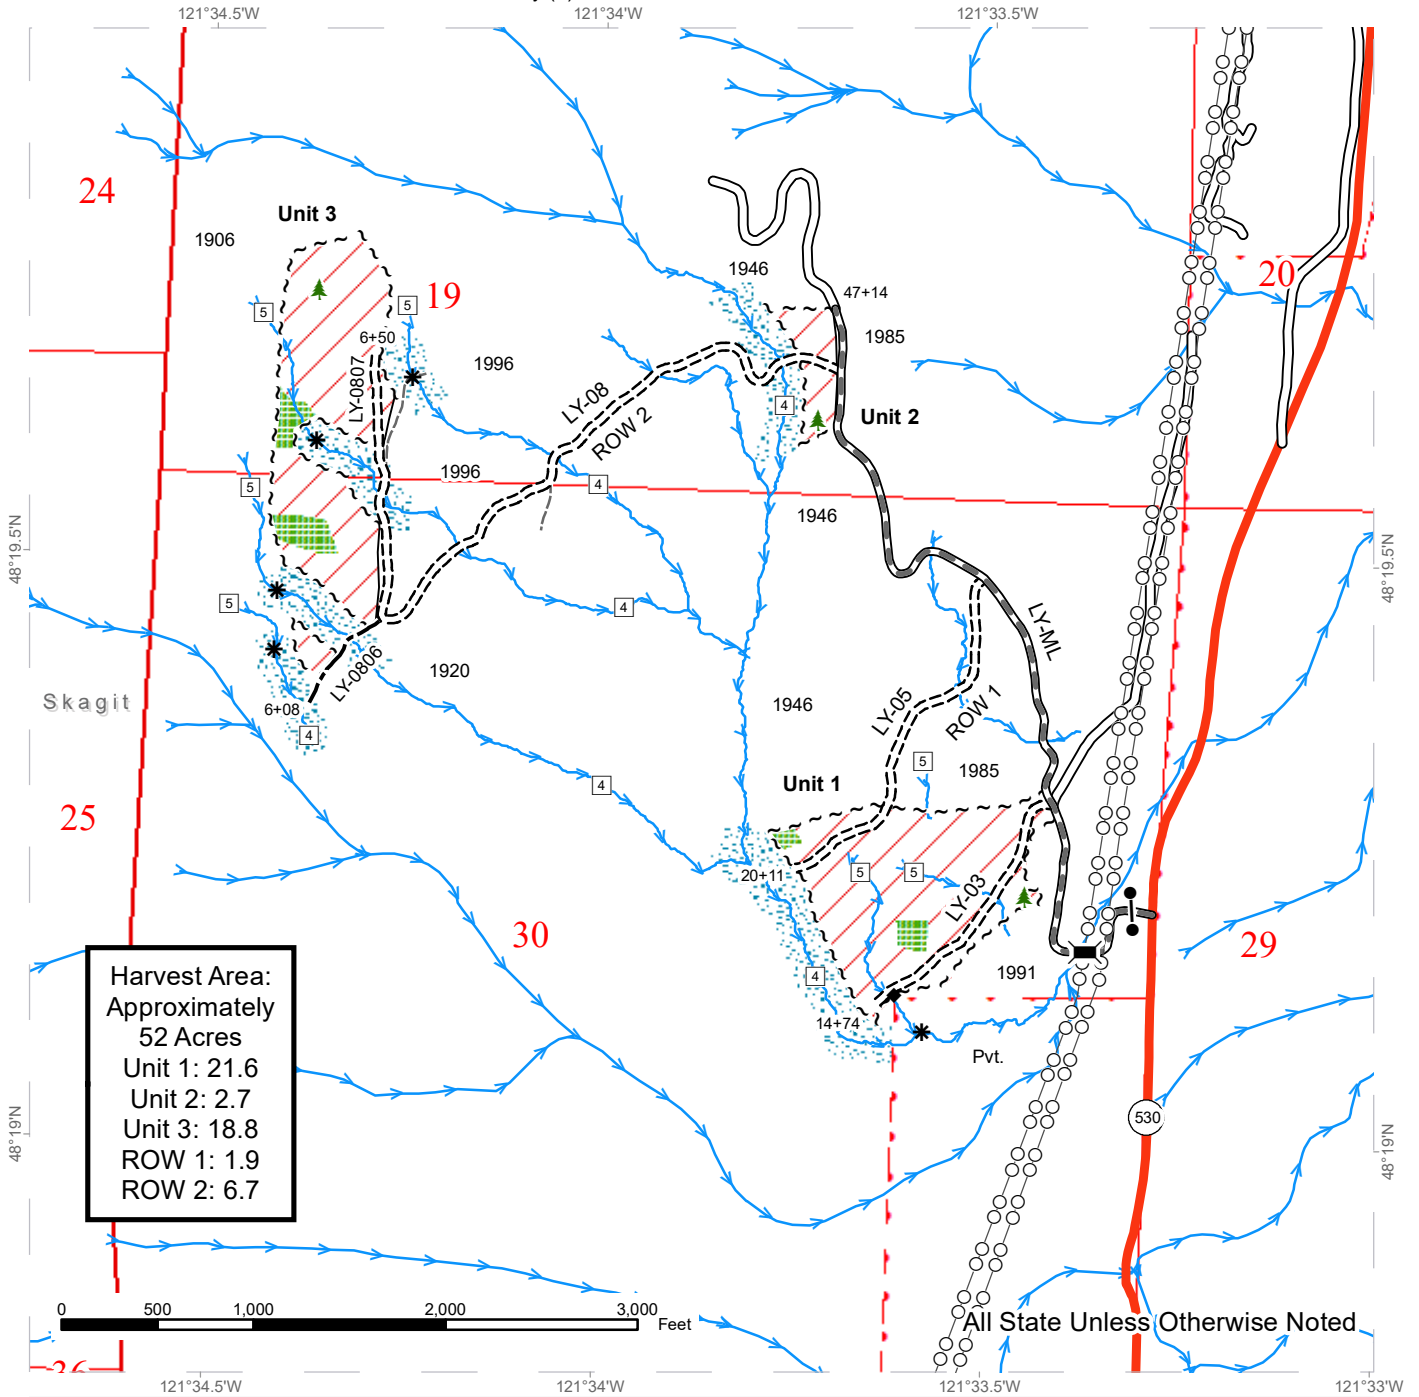 121°34.5'W
121°34'W
121°33.5'W
24
Unit 3
1906
19
20
1946
47+14
5
5
6+50
1985
1996
LY-0807
LY-08
ROW 2
4
Unit 2
1996
5
4
1946
48°19.5'N
48°19.5'N
5
4
LY-ML
LY-0806
1920
Skagit
6+08
4
1946
LY-05
ROW 1
5
1985
4
Unit 1
25
20+11
5
5
LY-03
30
29
4
1991
14+74
Pvt.
Harvest Area:
Approximately
52 Acres
Unit 1: 21.6
Unit 2: 2.7
Unit 3: 18.8
ROW 1: 1.9
ROW 2: 6.7
530
48°19'N
48°19'N
0 500 1,000 2,000 3,000
Feet
All State Unless Otherwise Noted
26
121°34.5'W
121°34'W
121°33.5'W
121°33'W